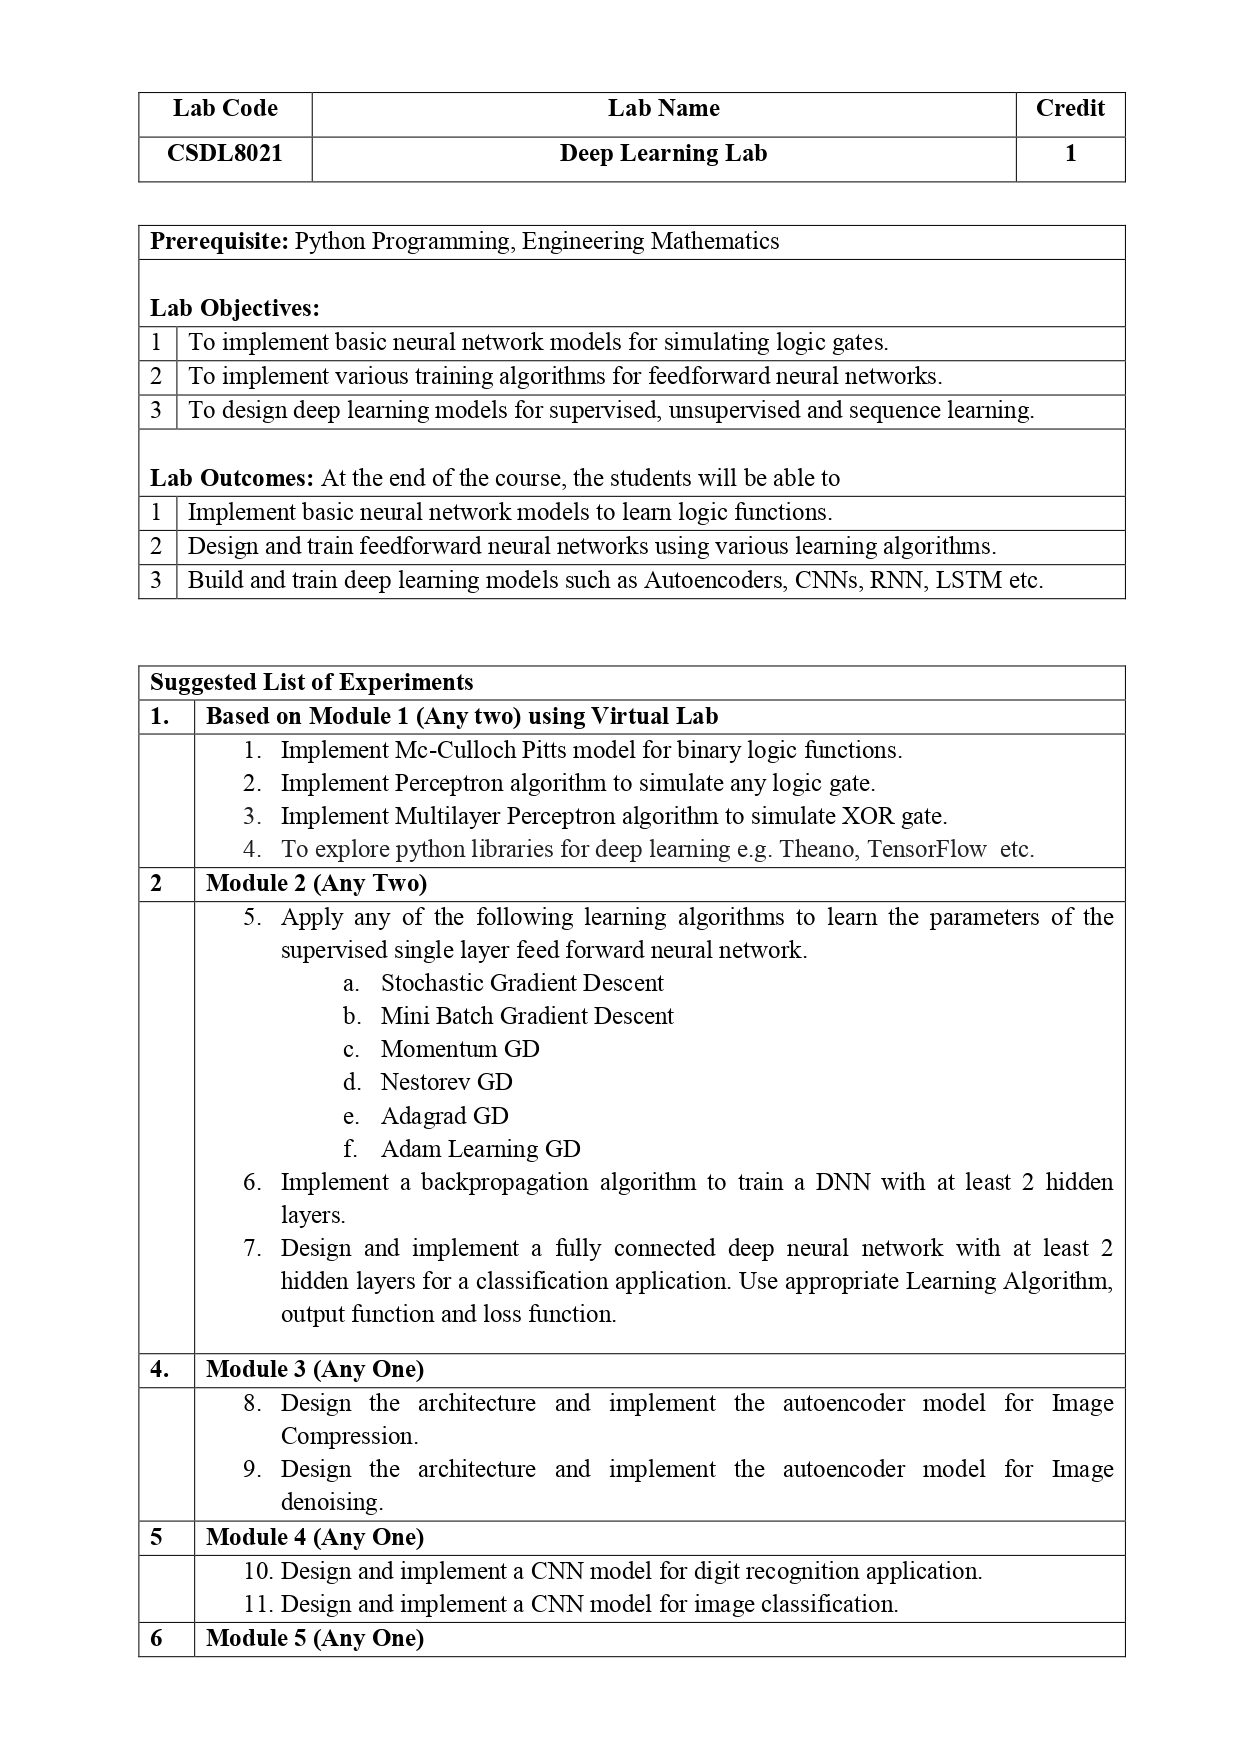 Lab Code Lab Name Credit
CSDL8021 Deep Learning Lab 1
Prerequisite: Python Programming, Engineering Mathematics
Lab Objectives:
1 To implement basic neural network models for simulating logic gates.
2 To implement various training algorithms for feedforward neural networks.
3 To design deep learning models for supervised, unsupervised and sequence learning.
Lab Outcomes: At the end of the course, the students will be able to
1 Implement basic neural network models to learn logic functions.
2 Design and train feedforward neural networks using various learning algorithms.
3 Build and train deep learning models such as Autoencoders, CNNs, RNN, LSTM etc.
Suggested List of Experiments
1. Based on Module 1 (Any two) using Virtual Lab
1. Implement Mc-Culloch Pitts model for binary logic functions.
2. Implement Perceptron algorithm to simulate any logic gate.
3. Implement Multilayer Perceptron algorithm to simulate XOR gate.
4. To explore python libraries for deep learning e.g. Theano, TensorFlow etc.
2 Module 2 (Any Two)
5. Apply any of the following learning algorithms to learn the parameters of the
supervised single layer feed forward neural network.
a. Stochastic Gradient Descent
b. Mini Batch Gradient Descent
c. Momentum GD
d. Nestorev GD
e. Adagrad GD
f. Adam Learning GD
6. Implement a backpropagation algorithm to train a DNN with at least 2 hidden
layers.
7. Design and implement a fully connected deep neural network with at least 2
hidden layers for a classification application. Use appropriate Learning Algorithm,
output function and loss function.
4. Module 3 (Any One)
8. Design the architecture and implement the autoencoder model for Image
Compression.
9. Design the architecture and implement the autoencoder model for Image
denoising.
5 Module 4 (Any One)
10. Design and implement a CNN model for digit recognition application.
11. Design and implement a CNN model for image classification.
6 Module 5 (Any One)